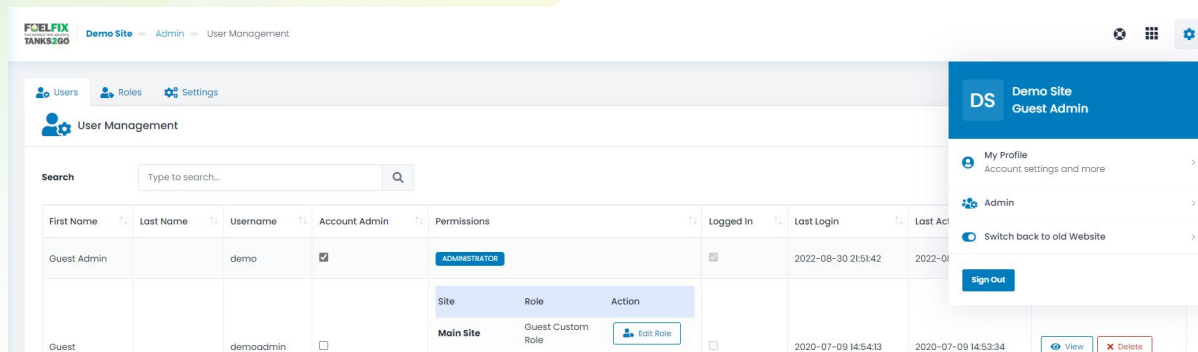 FUELFIX
TANKS2GO
Demo Site — Admin — User Management
Users Roles Settings
User Management
Search Type to search...
First Name Last Name Username Account Admin Permissions Logged In Last Login Last Ac
Guest Admin demo ADMINISTRATOR 2022-08-30 21:51:42 2022-08
Site Role Action
Main Site Guest Custom Role Edit Role
Guest demoadmin 2020-07-09 14:54:13 2020-07-09 14:53:34 View Delete
DS Demo Site
Guest Admin
My Profile
Account settings and more
Admin
Switch back to old Website
Sign Out